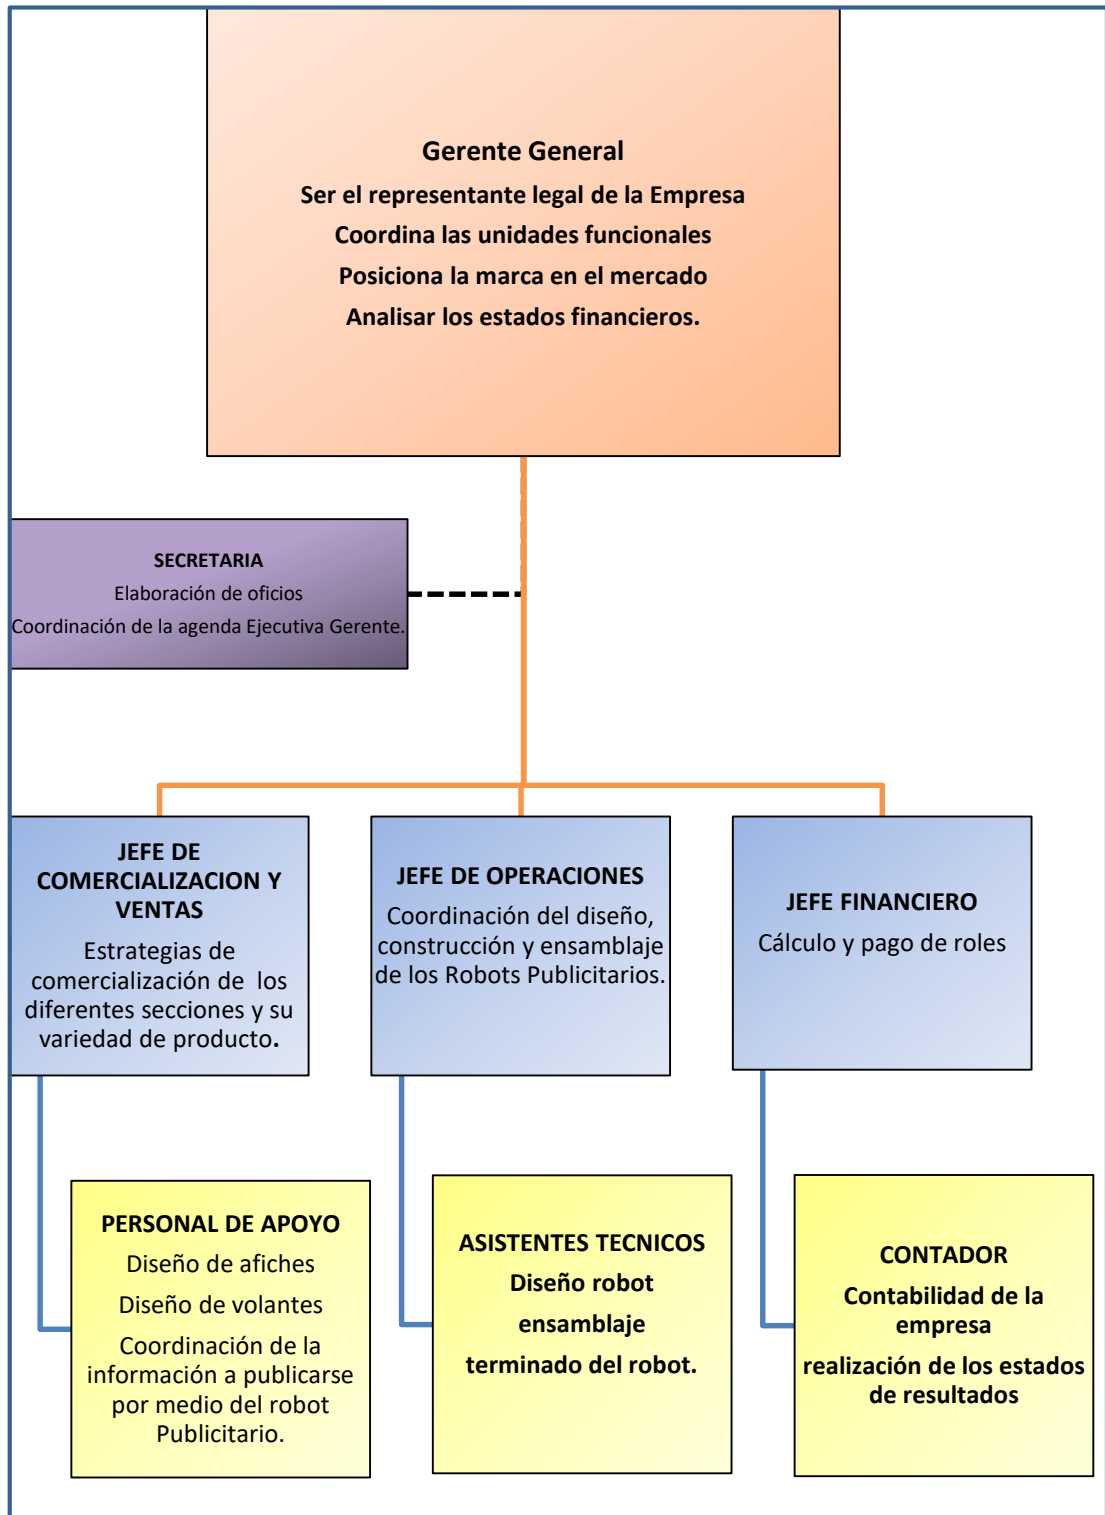 Gerente General
Ser el representante legal de la Empresa
Coordina las unidades funcionales
Posiciona la marca en el mercado
Analisar los estados financieros.
SECRETARIA
Elaboración de oficios
Coordinación de la agenda Ejecutiva Gerente.
JEFE DE
COMERCIALIZACION Y
VENTAS
Estrategias de
comercialización de los
diferentes secciones y su
variedad de producto.
JEFE DE OPERACIONES
Coordinación del diseño,
construcción y ensamblaje
de los Robots Publicitarios.
JEFE FINANCIERO
Cálculo y pago de roles
PERSONAL DE APOYO
Diseño de afiches
Diseño de volantes
Coordinación de la
información a publicarse
por medio del robot
Publicitario.
ASISTENTES TECNICOS
Diseño robot
ensamblaje
terminado del robot.
CONTADOR
Contabilidad de la
empresa
realización de los estados
de resultados